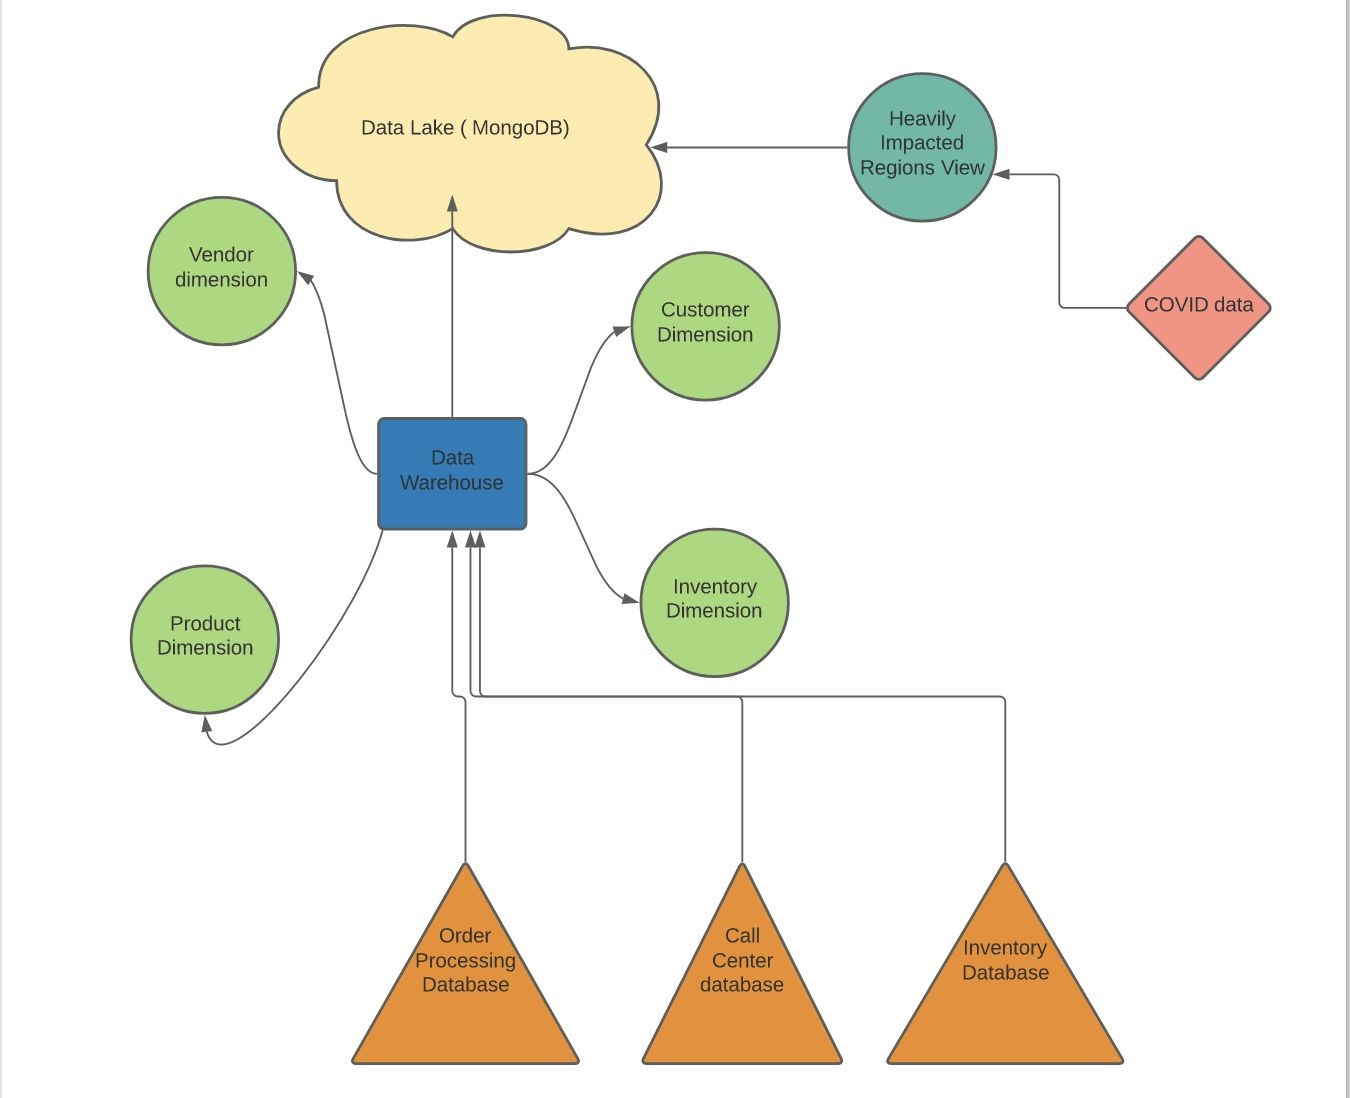 Data Lake ( MongoDB)
Heavily
Impacted
Regions View
Vendor
dimension
Customer
Dimension
COVID data
Data
Warehouse
Inventory
Dimension
Product
Dimension
Order
Processing
Database
Call
Center
database
Inventory
Database